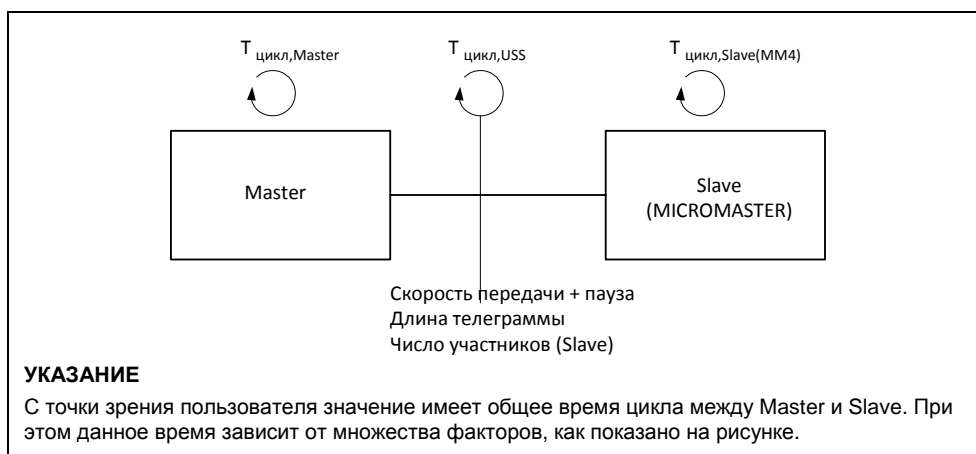 T цикл,Master
T цикл,USS
T цикл,Slave(MM4)
Master
Slave
(MICROMASTER)
Скорость передачи + пауза
Длина телеграммы
Число участников (Slave)
УКАЗАНИЕ
С точки зрения пользователя значение имеет общее время цикла между Master и Slave. При
этом данное время зависит от множества факторов, как показано на рисунке.